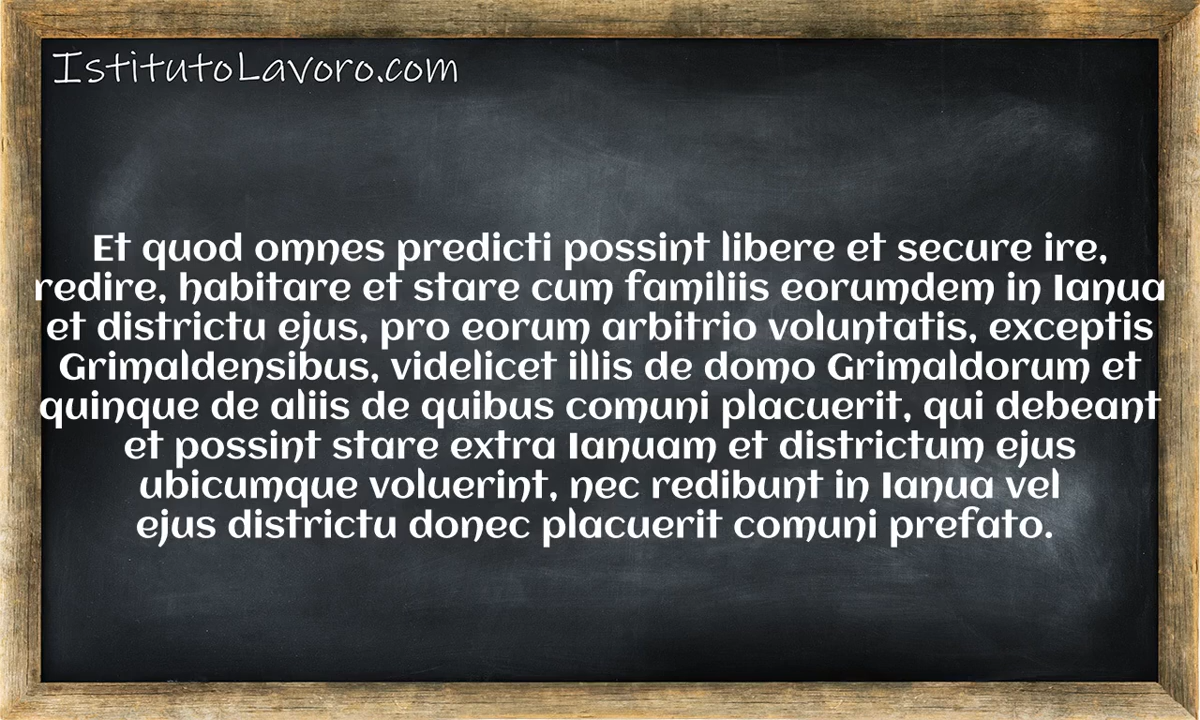 IstitutoLavoro.com
Et quod omnes predicti possint libere et secure ire,
redire, habitare et stare cum familiis eorumdem in Ianua
et districtu ejus, pro eorum arbitrio voluntatis, exceptis
Grimaldensibus, videlicet illis de domo Grimaldorum et
quinque de aliis de quibus comuni placuerit, qui debeant
et possint stare extra Ianuam et districtum ejus
ubicumque voluerint, nec redibunt in Ianua vel
ejus districtu donec placuerit comuni prefato.